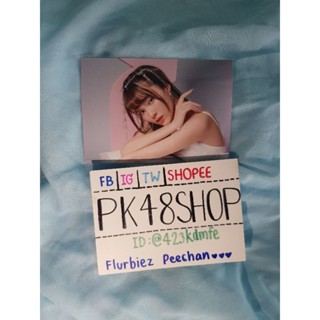 FB IG TW SHOPEE
PK48SHOP
ID:@423kdmfe
Flurbiez Peechan♥♥♥